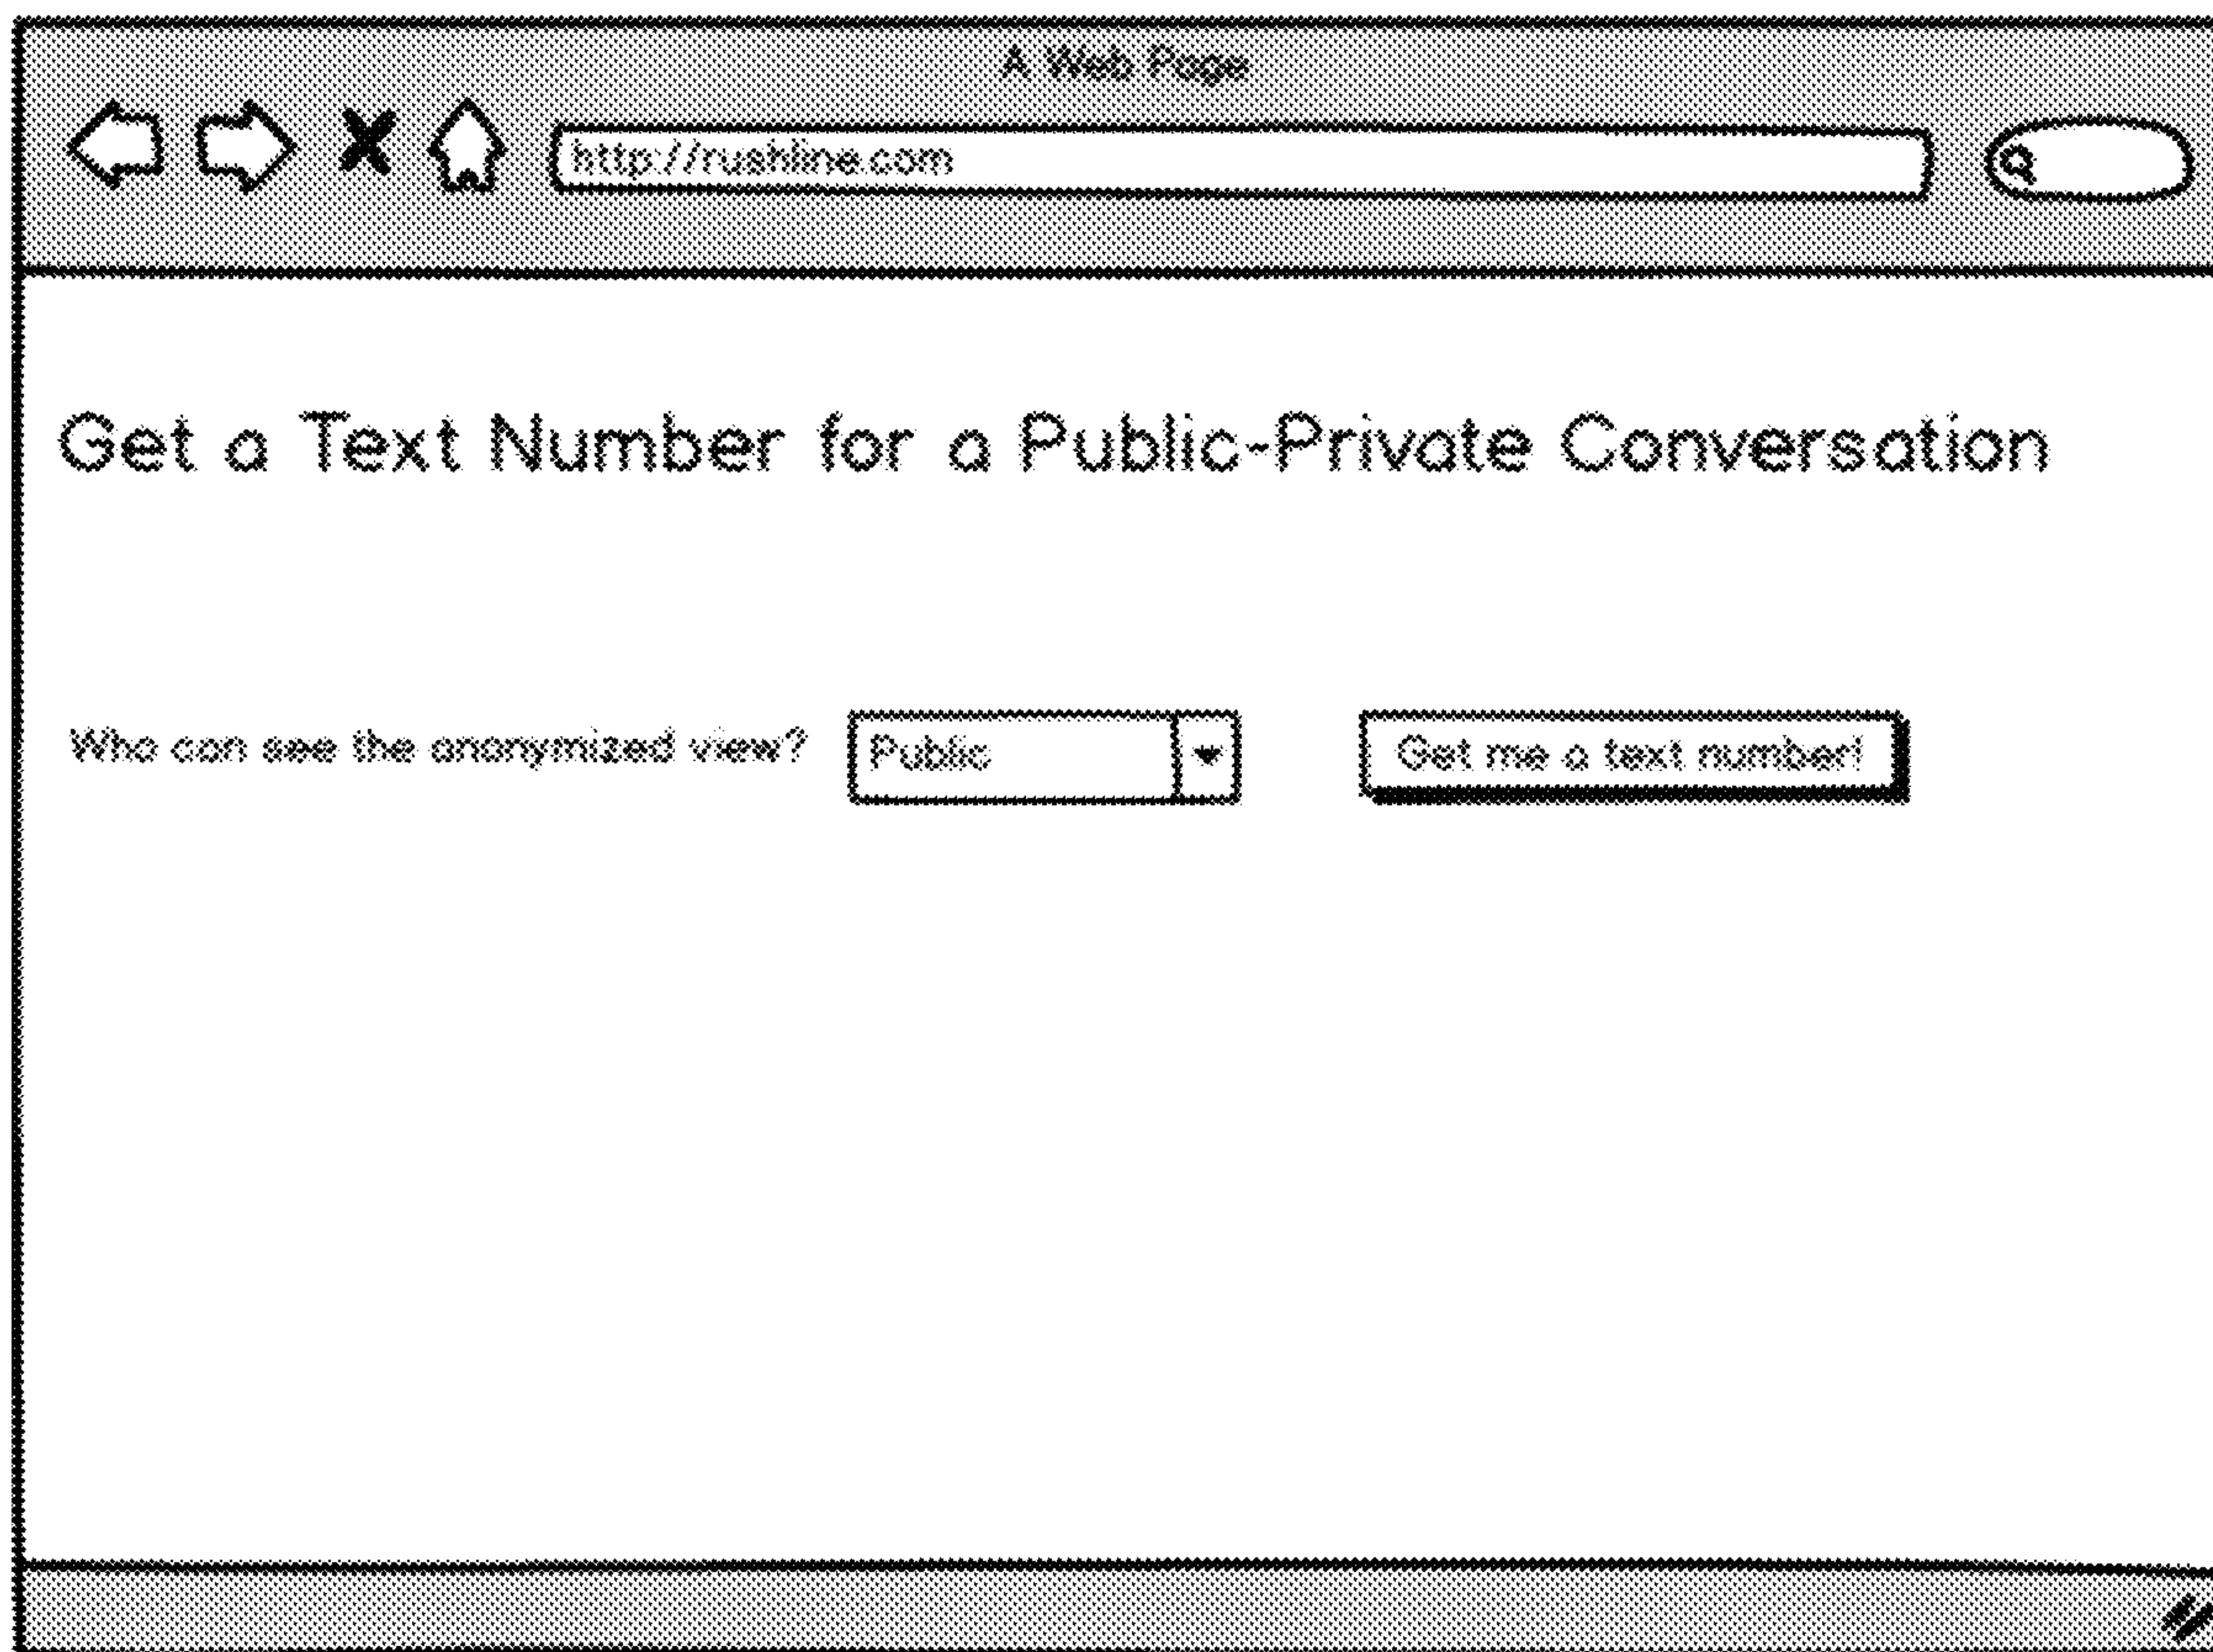 A Web Page
http://rushline.com
Get a Text Number for a Public-Private Conversation
Who can see the anonymized view? Public Get me a text number!